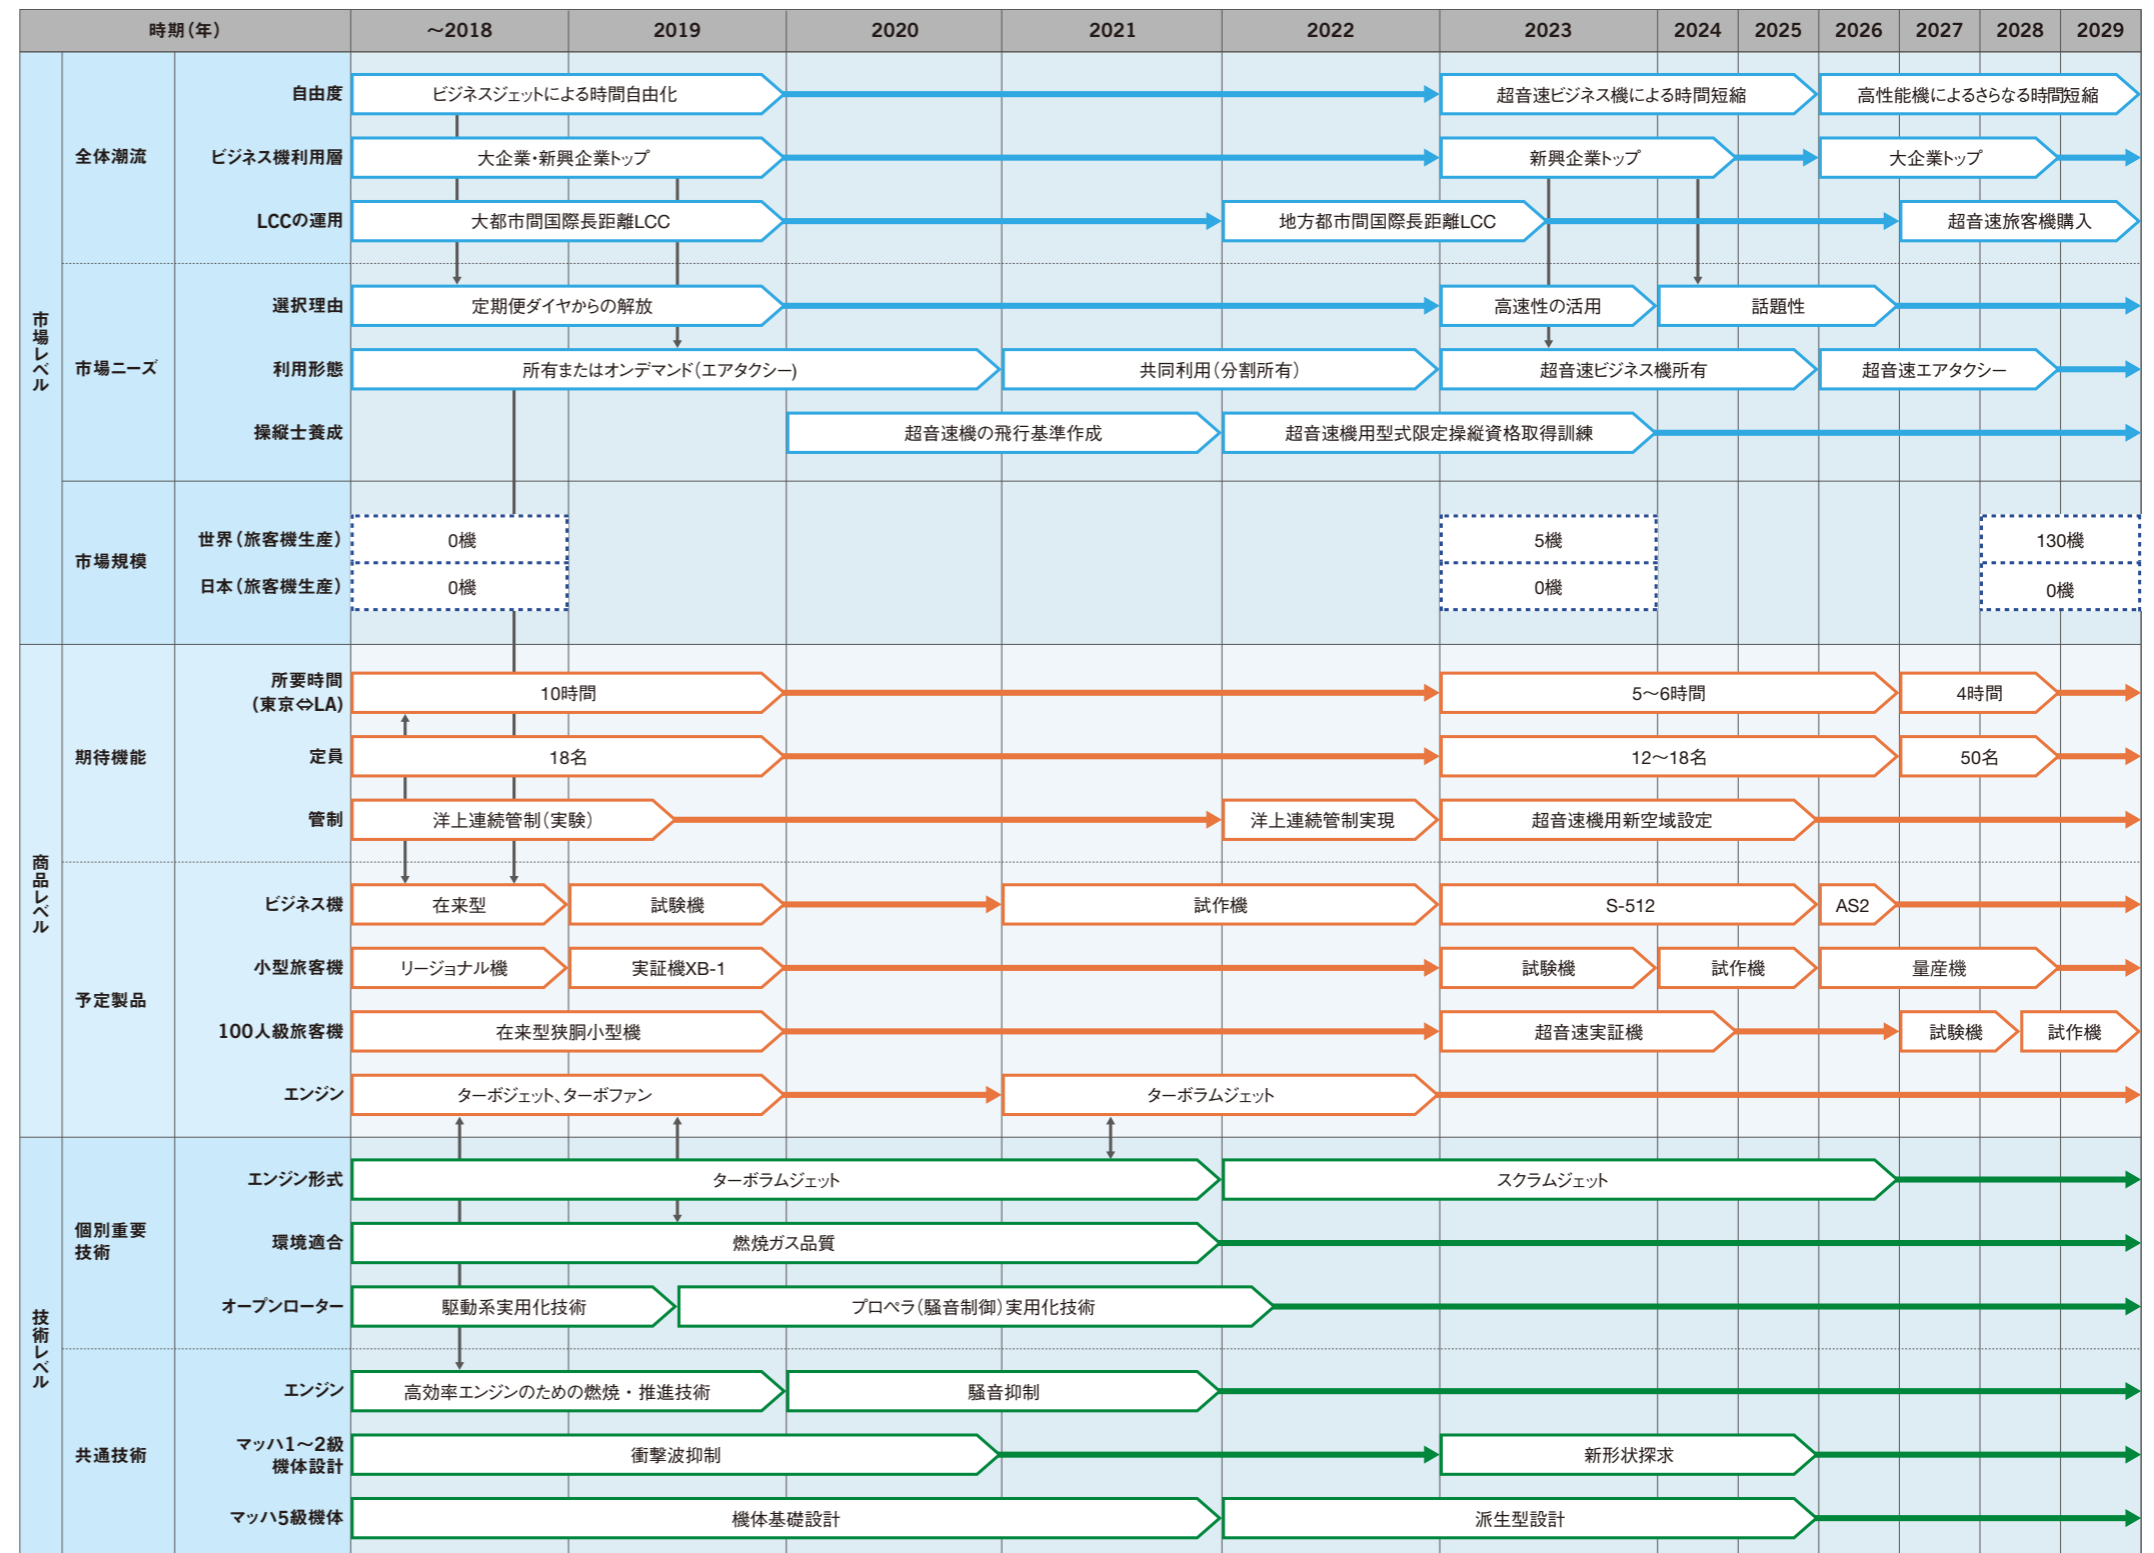 時期（年）
～2018
2019
2020
2021
2022
2023
2024
2025
2026
2027
2028
2029
市場レベル
全体潮流
自由度
ビジネスジェットによる時間自由化
超音速ビジネス機による時間短縮
高性能機によるさらなる時間短縮
ビジネス機利用層
大企業・新興企業トップ
新興企業トップ
大企業トップ
LCCの運用
大都市間国際長距離LCC
地方都市間国際長距離LCC
超音速旅客機購入
市場ニーズ
選択理由
定期便ダイヤからの解放
高速性の活用
話題性
利用形態
所有またはオンデマンド（エアタクシー）
共同利用（分割所有）
超音速ビジネス機所有
超音速エアタクシー
操縦士養成
超音速機の飛行基準作成
超音速機用型式限定操縦資格取得訓練
市場規模
世界（旅客機生産）
0機
5機
130機
日本（旅客機生産）
0機
0機
0機
商品レベル
期待機能
所要時間
（東京⇔LA）
10時間
5～6時間
4時間
定員
18名
12～18名
50名
管制
洋上連続管制（実験）
洋上連続管制実現
超音速機用新空域設定
予定製品
ビジネス機
在来型
試験機
試作機
S-512
AS2
小型旅客機
リージョナル機
実証機XB-1
試験機
試作機
量産機
100人級旅客機
在来型狭胴小型機
超音速実証機
試験機
試作機
エンジン
ターボジェット、ターボファン
ターボラムジェット
技術レベル
個別重要
技術
エンジン形式
ターボラムジェット
スクラムジェット
環境適合
燃焼ガス品質
オープンローター
駆動系実用化技術
プロペラ（騒音制御）実用化技術
共通技術
エンジン
高効率エンジンのための燃焼・推進技術
騒音抑制
マッハ1～2級
機体設計
衝撃波抑制
新形状探求
マッハ5級機体
機体基礎設計
派生型設計